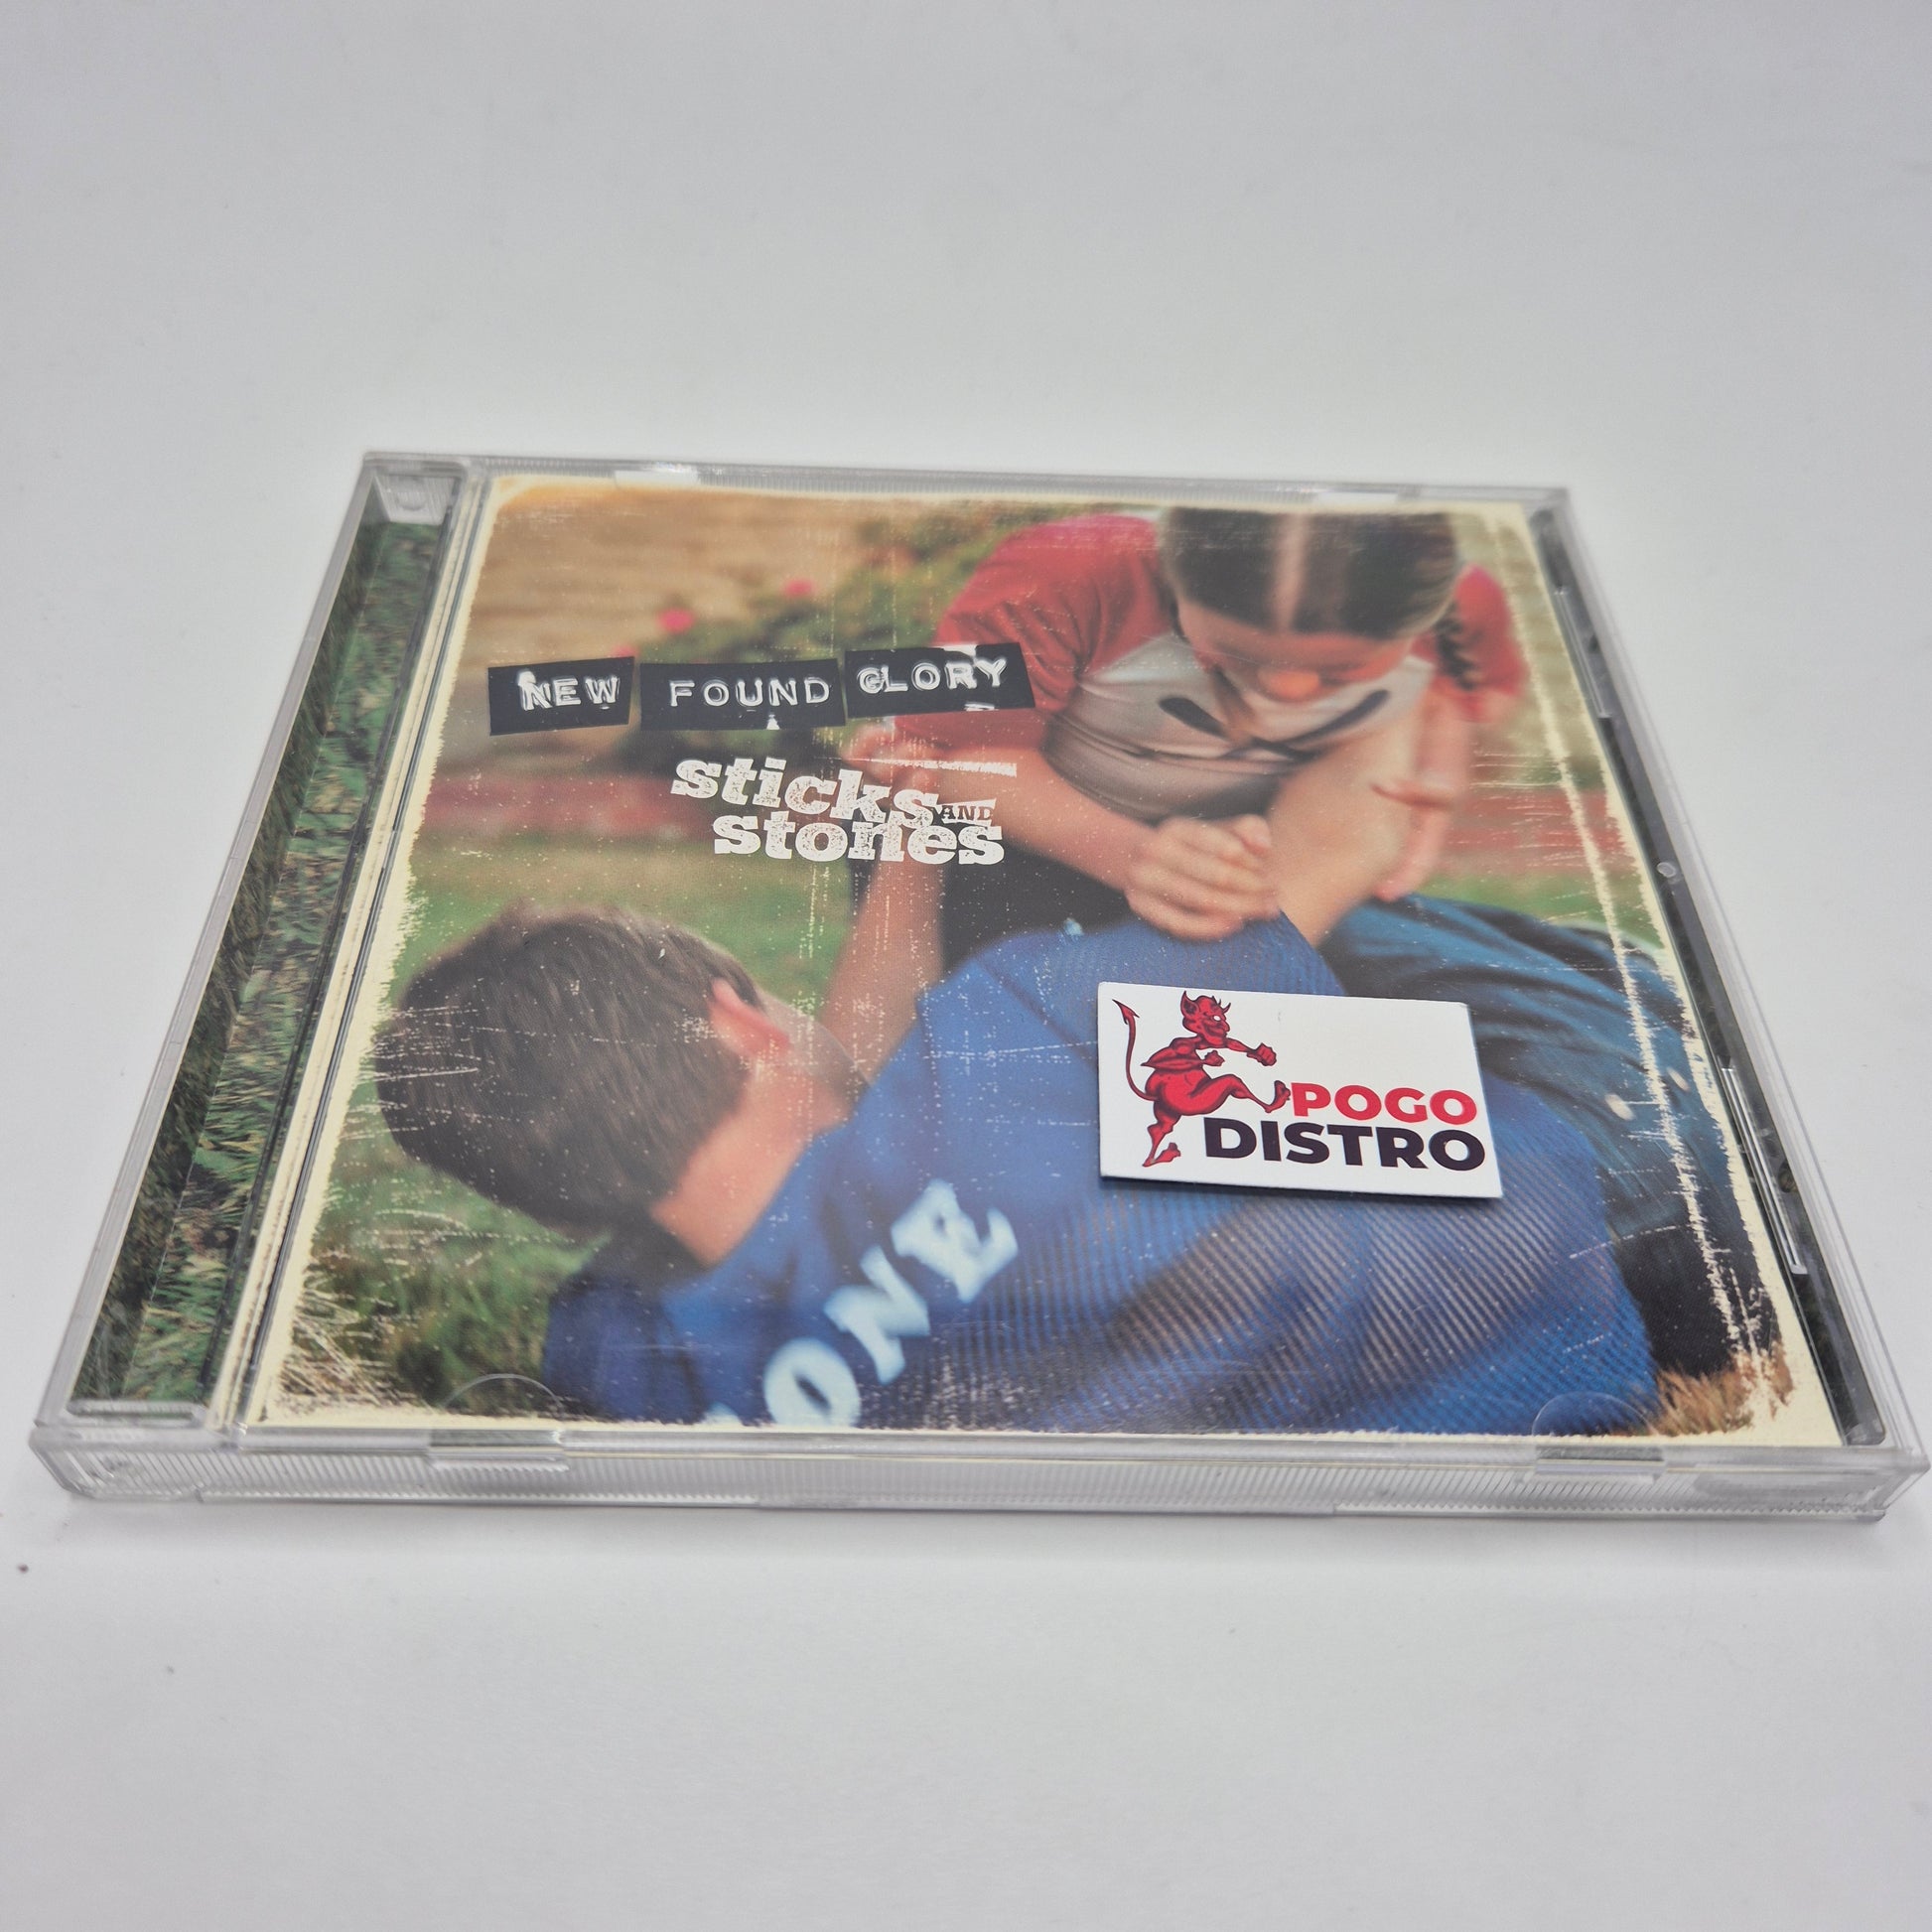 NEW FOUND GLORY
sticks AND
stones
POGO
DISTRO
ONE